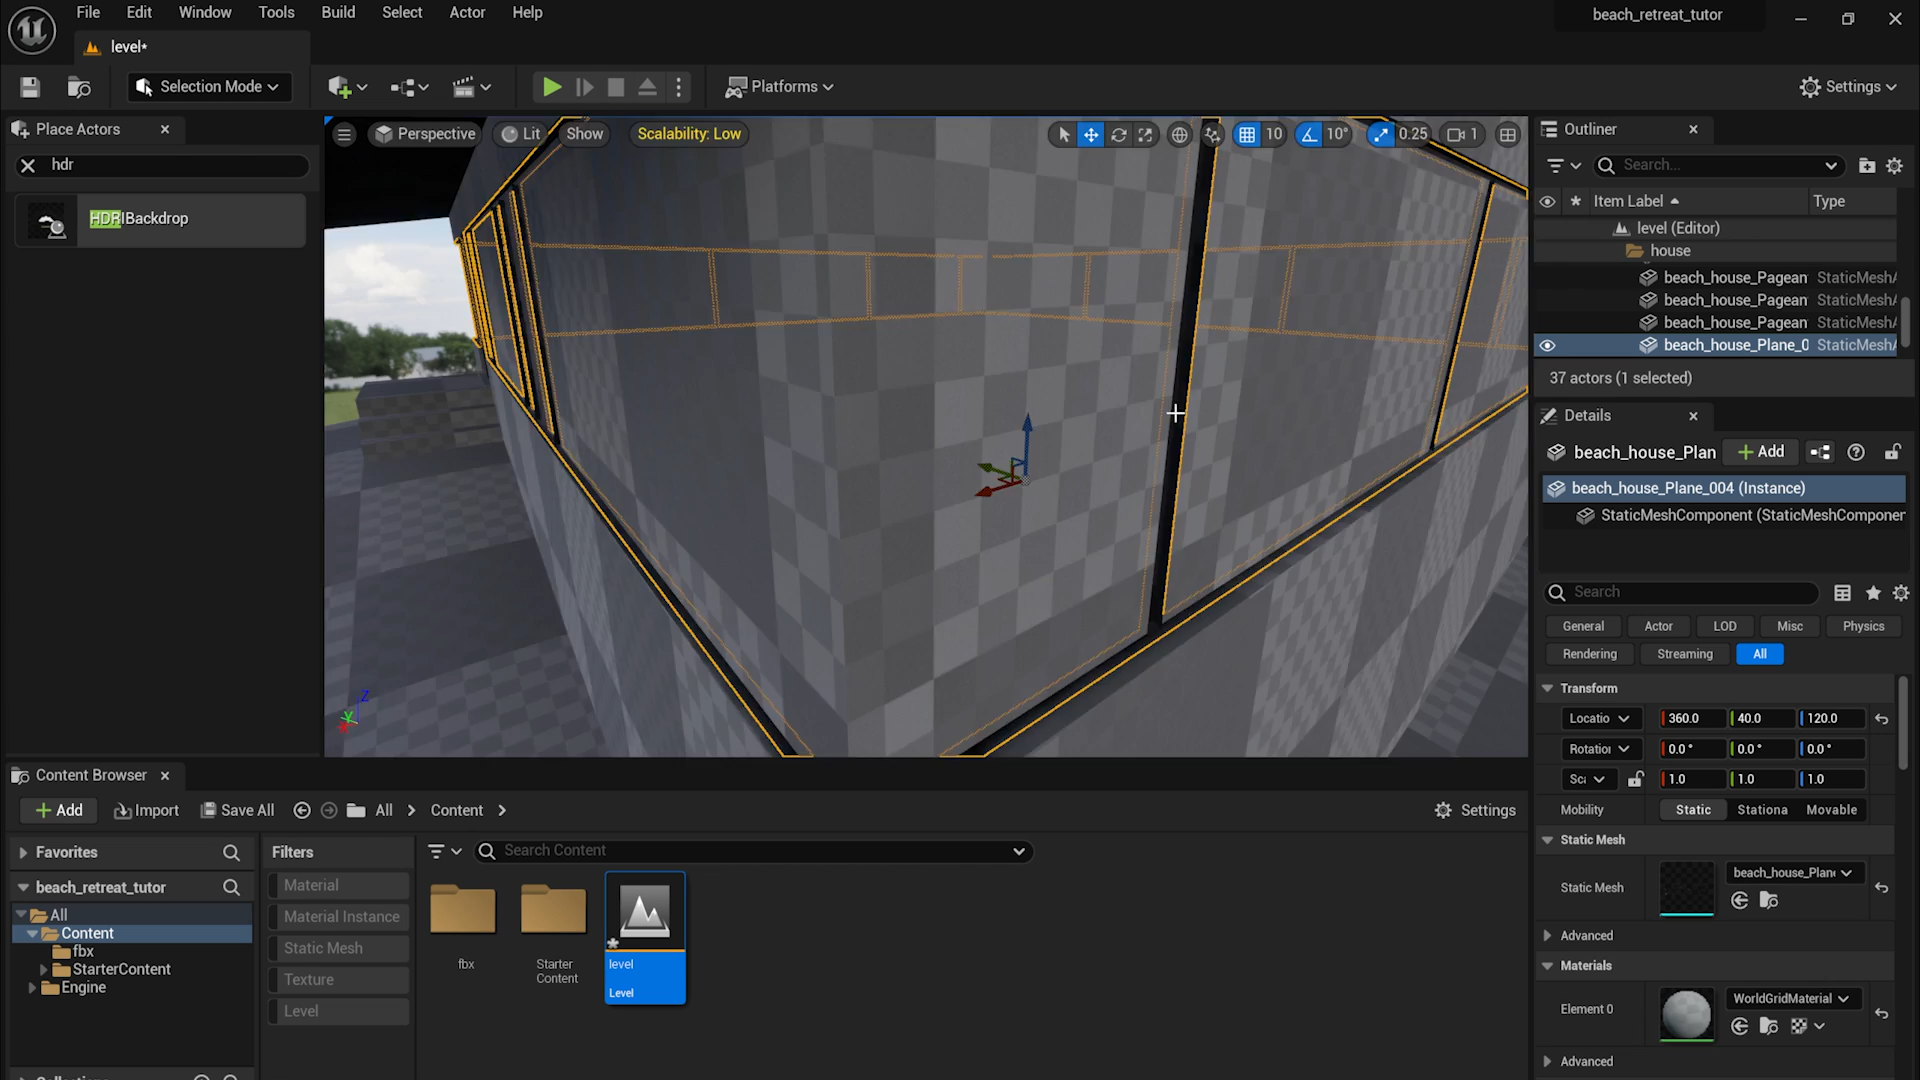 File Edit Window Tools Build Select Actor Help
beach_retreat_tutor
level*
Selection Mode
Platforms
Settings
Place Actors
hdr
HDRIBackdrop
Perspective
Lit
Show
Scalability: Low
10
10°
0.25
1
Z
Y
X
Outliner
Search...
Item Label
Type
level (Editor)
house
beach_house_Pagean StaticMeshA
beach_house_Pagean StaticMeshA
beach_house_Pagean StaticMeshA
beach_house_Plane_0 StaticMeshA
37 actors (1 selected)
Details
beach_house_Plan
Add
beach_house_Plane_004 (Instance)
StaticMeshComponent (StaticMeshComponer
Search
General Actor LOD Misc Physics
Rendering Streaming All
Transform
Locatio 360.0 40.0 120.0
Rotation 0.0° 0.0° 0.0°
Sca 1.0 1.0 1.0
Mobility Static Stationa Movable
Static Mesh
Static Mesh beach_house_Plane
Advanced
Materials
Element 0 WorldGridMaterial
Advanced
Content Browser
Add Import Save All All Content
Settings
Favorites
beach_retreat_tutor
All
Content
fbx
StarterContent
Engine
Filters
Material
Material Instance
Static Mesh
Texture
Level
Search Content
fbx
Starter
Content
level
Level